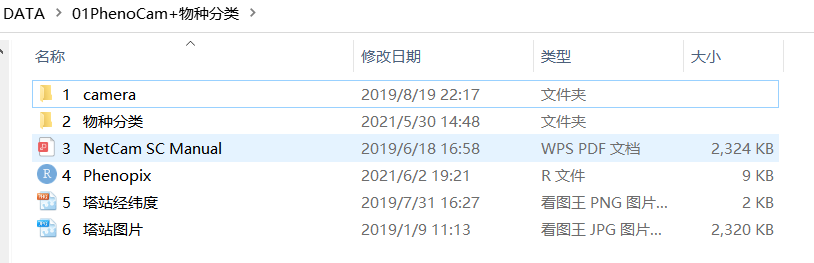 DATA > 01PhenoCam+物种分类 >
名称 修改日期 类型 大小
1 camera 2019/8/19 22:17 文件夹
2 物种分类 2021/5/30 14:48 文件夹
3 NetCam SC Manual 2019/6/18 16:58 WPS PDF 文档 2,324 KB
4 Phenopix 2021/6/2 19:21 R 文件 9 KB
5 塔站经纬度 2019/7/31 16:27 看图王 PNG 图片... 2 KB
6 塔站图片 2019/1/9 11:13 看图王 JPG 图片... 2,320 KB